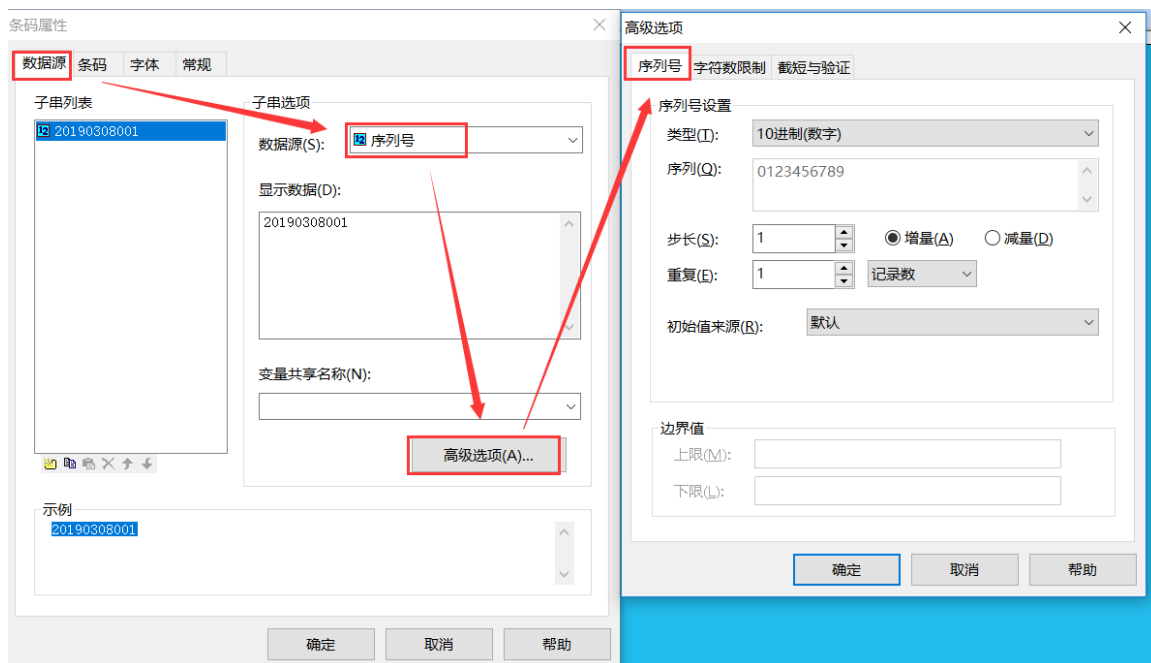 条码属性
数据源 条码 字体 常规
子串列表
20190308001
子串选项
数据源(S): 序列号
显示数据(D):
20190308001
变量共享名称(N):
高级选项(A)...
示例
20190308001
确定 取消 帮助
高级选项
序列号 字符数限制 截短与验证
序列号设置
类型(T): 10进制(数字)
序列(Q): 0123456789
步长(S): 1 增量(A) 减量(D)
重复(E): 1 记录数
初始值来源(R): 默认
边界值
上限(M):
下限(L):
确定 取消 帮助